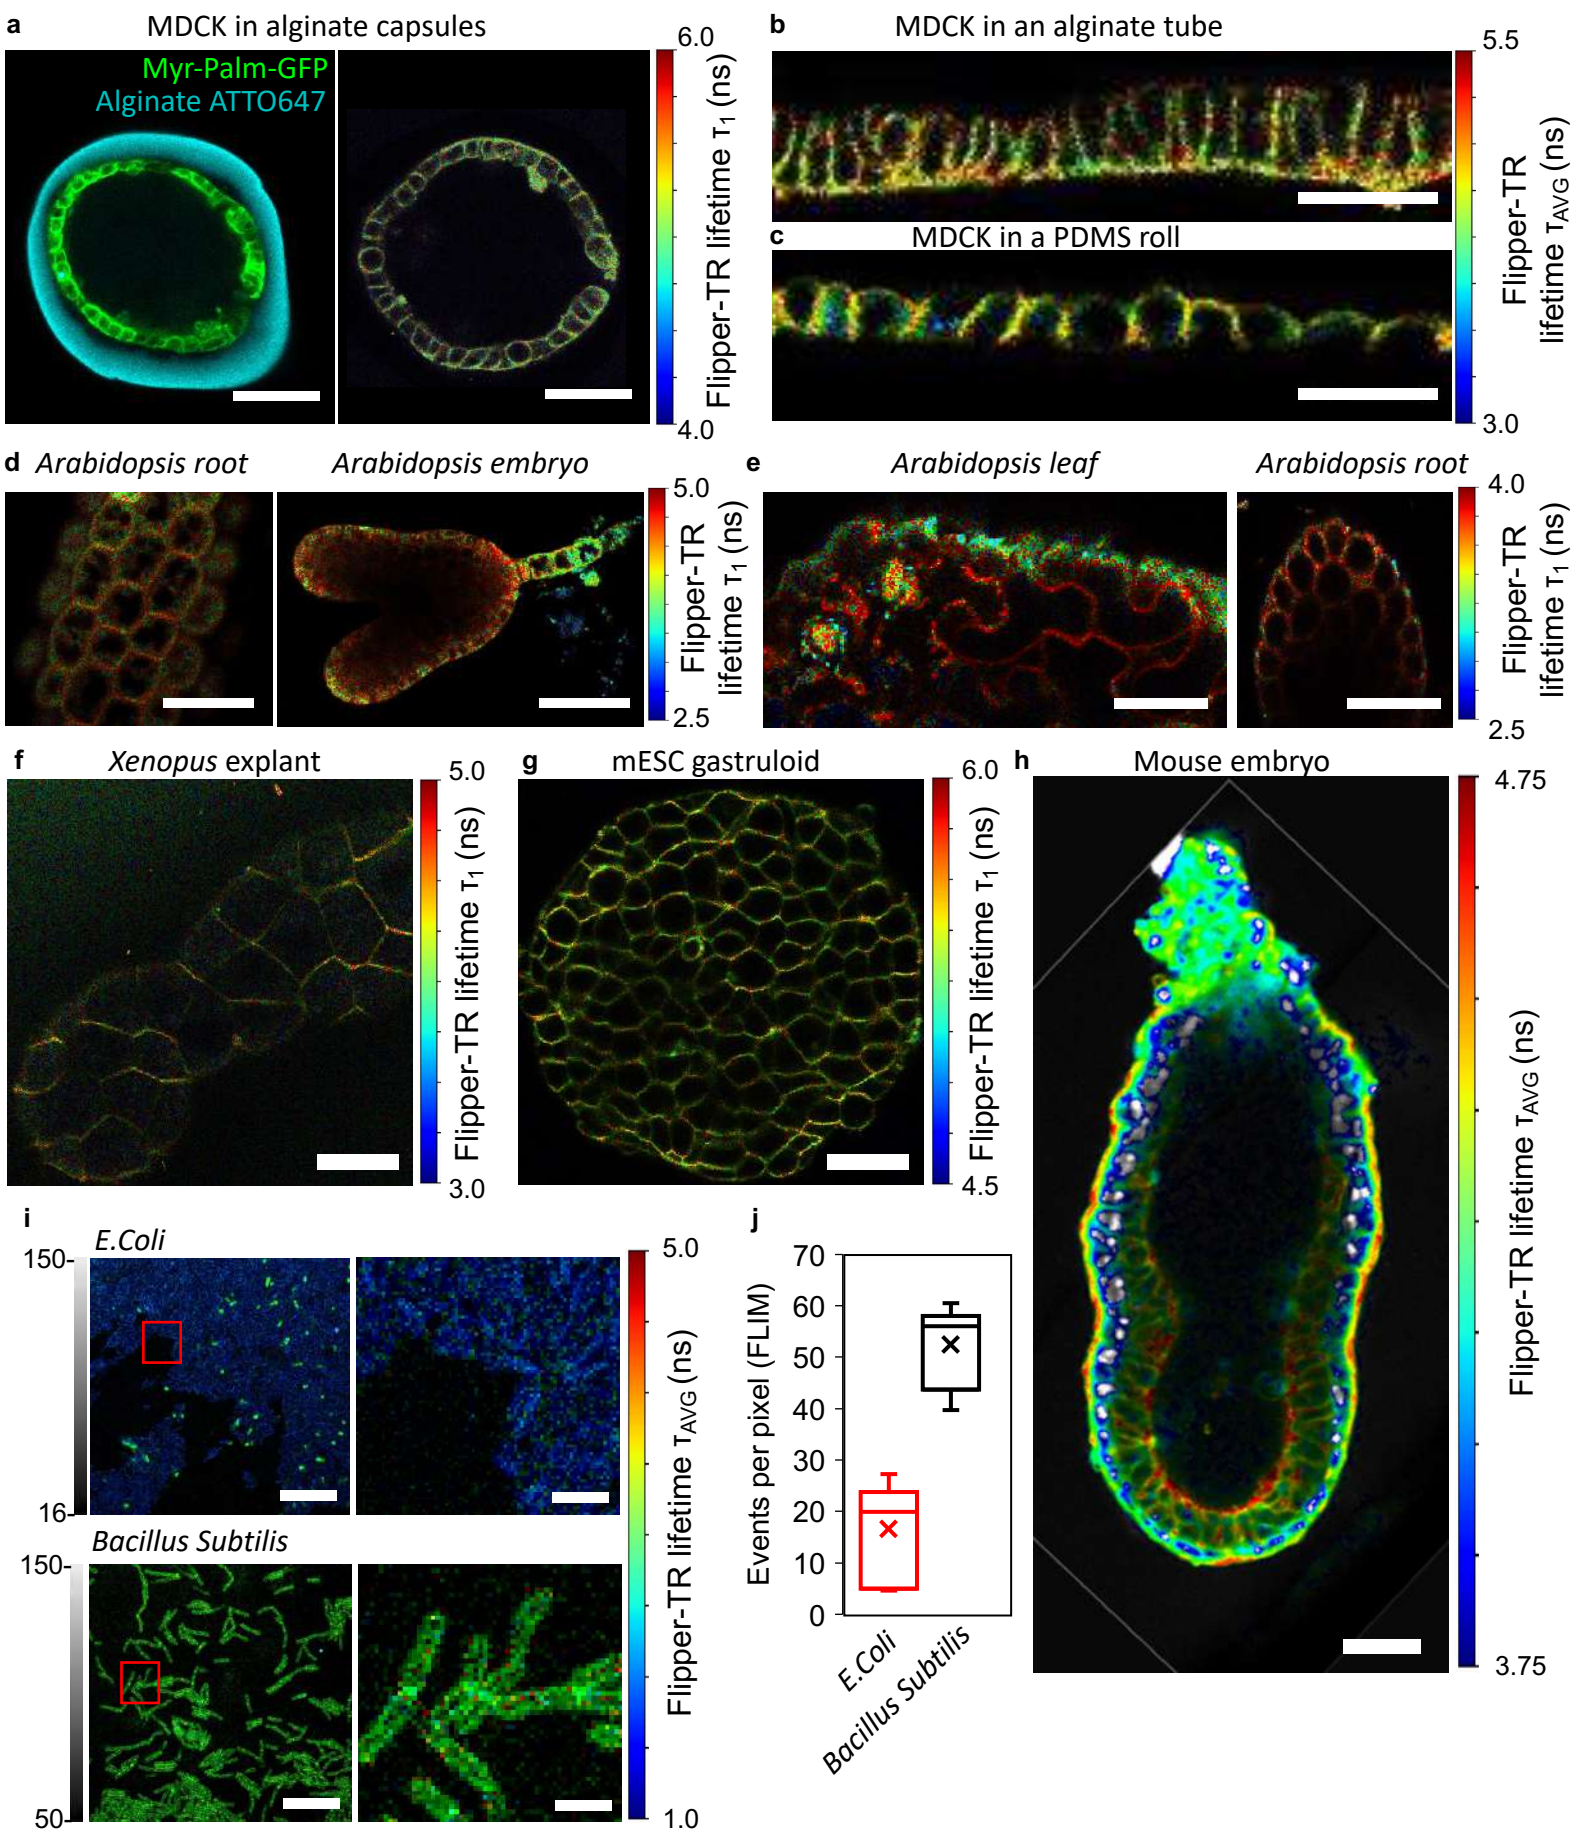 a MDCK in alginate capsules
Myr-Palm-GFP
Alginate ATTO647
6.0
Flipper-TR lifetime τ1 (ns)
4.0
b MDCK in an alginate tube
c MDCK in a PDMS roll
5.5
Flipper-TR
lifetime τAVG (ns)
3.0
d Arabidopsis root Arabidopsis embryo
5.0
Flipper-TR
lifetime τ1 (ns)
2.5
e Arabidopsis leaf Arabidopsis root
4.0
Flipper-TR
lifetime τ1 (ns)
2.5
f Xenopus explant
5.0
Flipper-TR lifetime τ1 (ns)
3.0
g mESC gastruloid
6.0
Flipper-TR lifetime τ1 (ns)
4.5
h Mouse embryo
4.75
Flipper-TR lifetime τAVG (ns)
3.75
i
E.Coli
150
16
Bacillus Subtilis
150
50
5.0
Flipper-TR lifetime τAVG (ns)
1.0
j
Events per pixel (FLIM)
70
60
50
40
30
20
10
0
E.Coli
Bacillus Subtilis